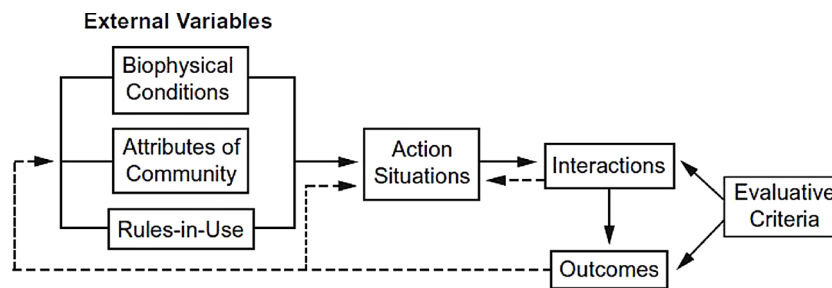 External Variables
Biophysical
Conditions
Attributes of
Community
Rules-in-Use
Action
Situations
Interactions
Outcomes
Evaluative
Criteria